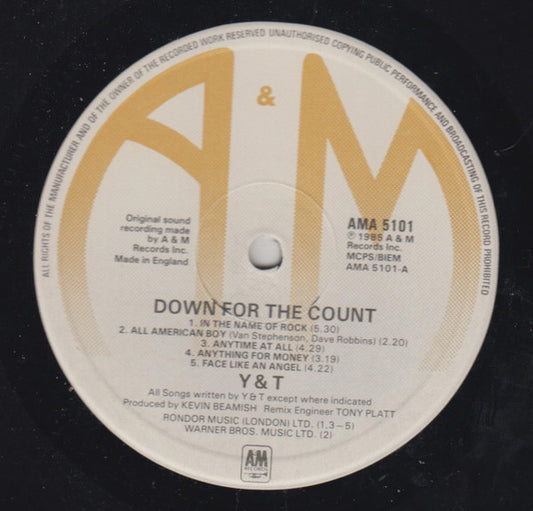 ALL RIGHTS OF THE MANUFACTURER AND OF THE OWNER OF THE RECORDED WORK RESERVED UNAUTHORISED COPYING PUBLIC PERFORMANCE AND BROADCASTING OF THIS RECORD PROHIBITED
A & M
Original sound
recording made
by A & M
Records Inc.
Made in England
AMA 5101
℗ 1985 A & M
Records Inc.
MCPS/BIEM
AMA 5101-A
DOWN FOR THE COUNT
1. IN THE NAME OF ROCK (5.30)
2. ALL AMERICAN BOY (Van Stephenson, Dave Robbins) (2.20)
3. ANYTIME AT ALL (4.29)
4. ANYTHING FOR MONEY (3.19)
5. FACE LIKE AN ANGEL (4.22)
Y & T
All Songs written by Y & T except where indicated
Produced by KEVIN BEAMISH Remix Engineer TONY PLATT
RONDOR MUSIC (LONDON) LTD. (1,3–5)
WARNER BROS. MUSIC LTD. (2)
AM
RECORDS